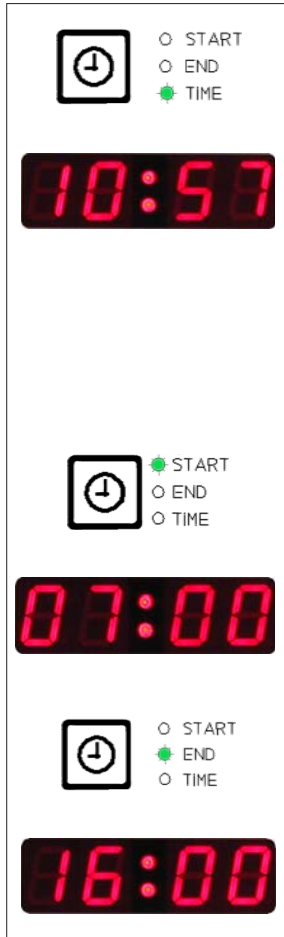 START
END
TIME
10:57
START
END
TIME
07:00
START
END
TIME
16:00